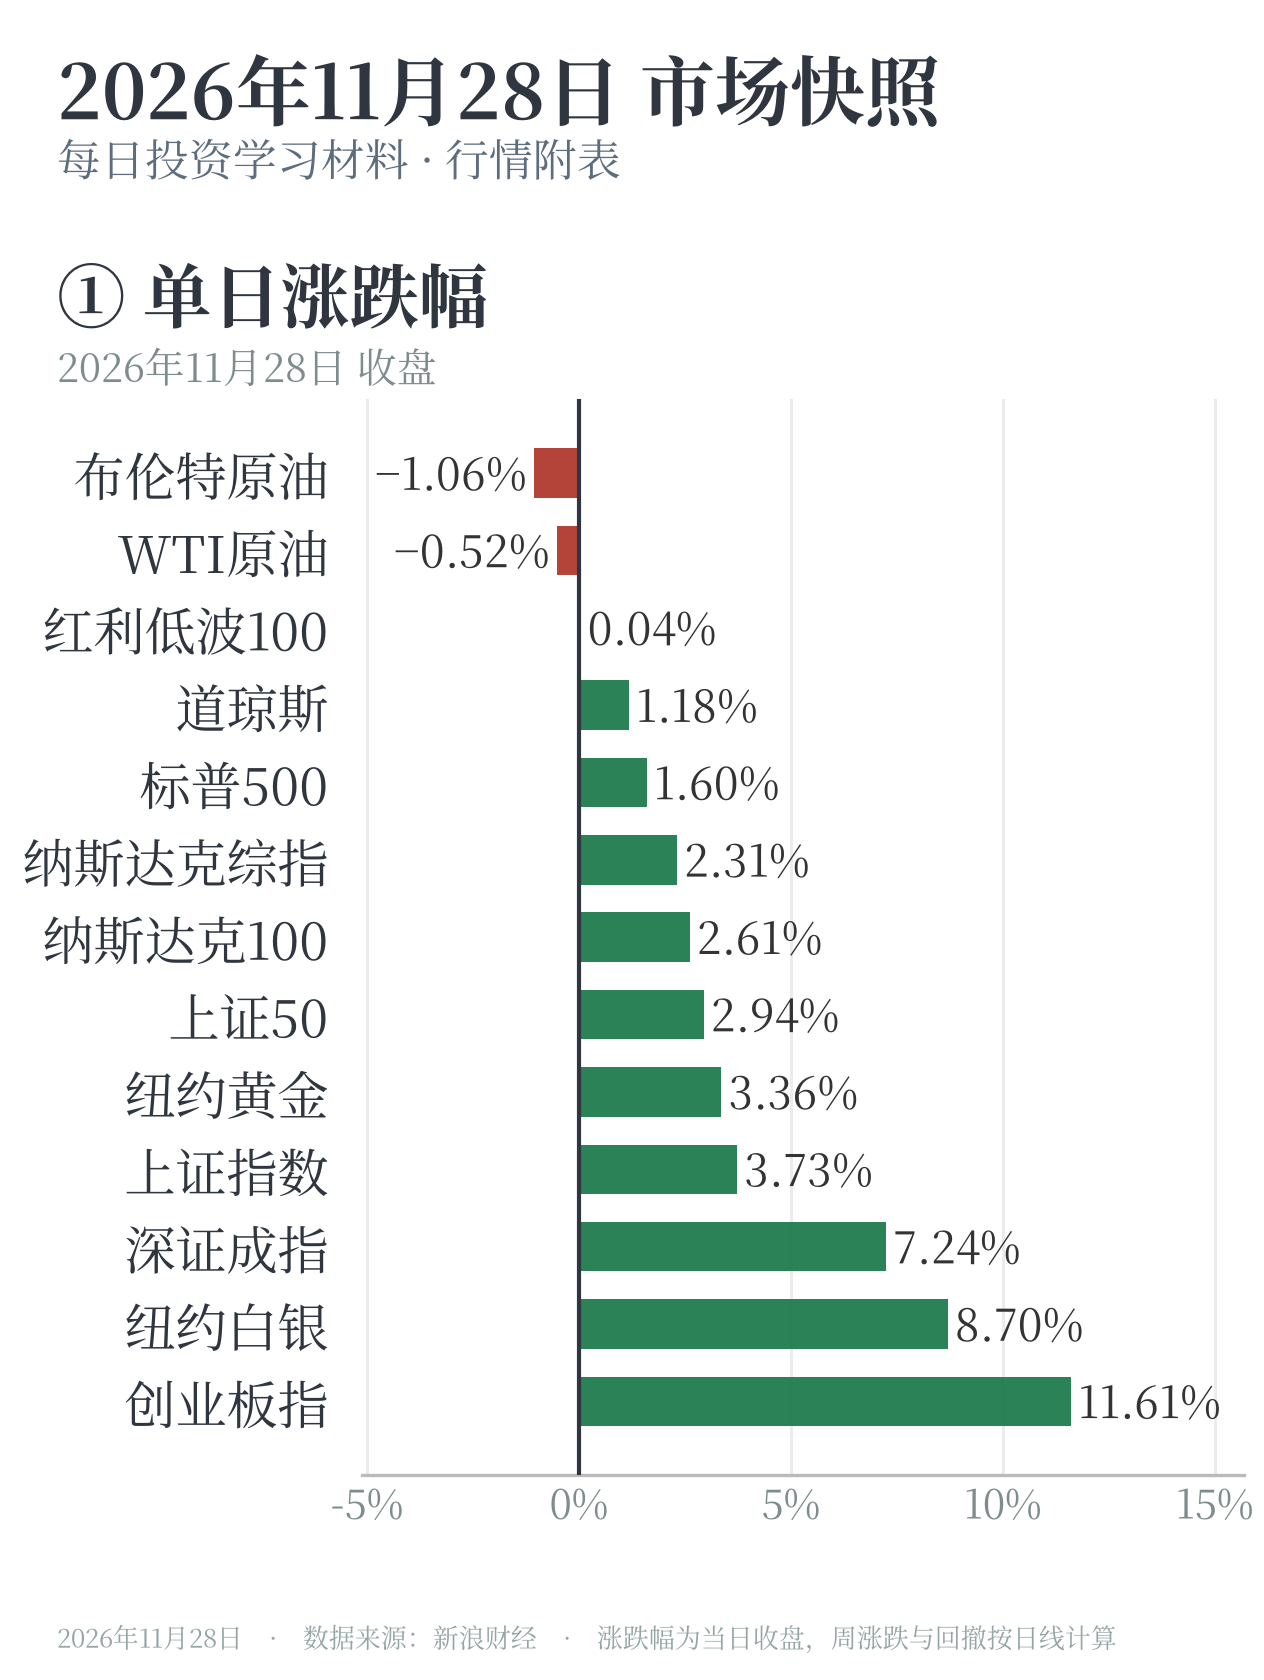 2026年11月28日 市场快照
每日投资学习材料 · 行情附表
① 单日涨跌幅
2026年11月28日 收盘
布伦特原油 −1.06%
WTI原油 −0.52%
红利低波100 0.04%
道琼斯 1.18%
标普500 1.60%
纳斯达克综指 2.31%
纳斯达克100 2.61%
上证50 2.94%
纽约黄金 3.36%
上证指数 3.73%
深证成指 7.24%
纽约白银 8.70%
创业板指 11.61%
-5% 0% 5% 10% 15%
2026年11月28日 · 数据来源：新浪财经 · 涨跌幅为当日收盘，周涨跌与回撤按日线计算